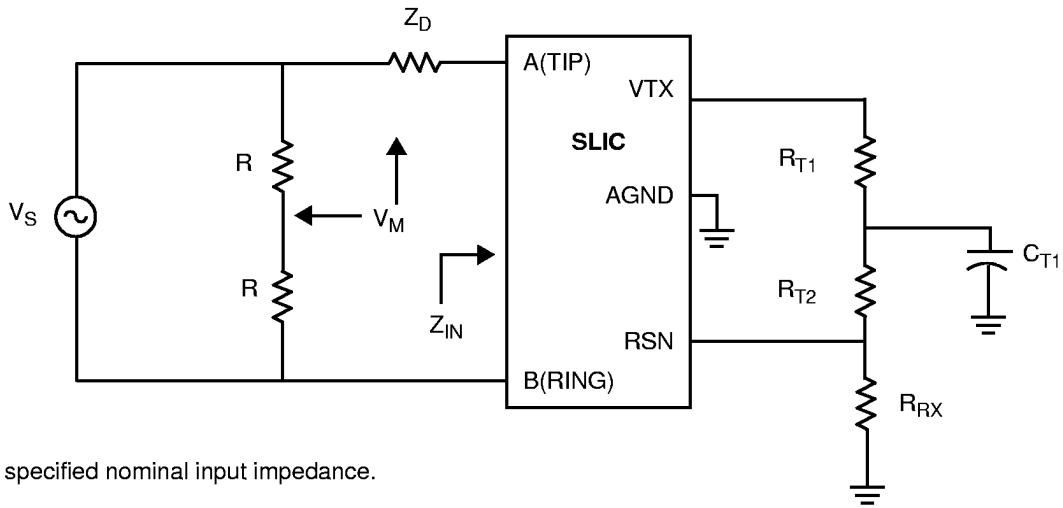 Z_D
A(TIP)
VTX
SLIC
R
R_T1
V_S
V_M
AGND
C_T1
R
Z_IN
R_T2
RSN
B(RING)
R_RX
specified nominal input impedance.